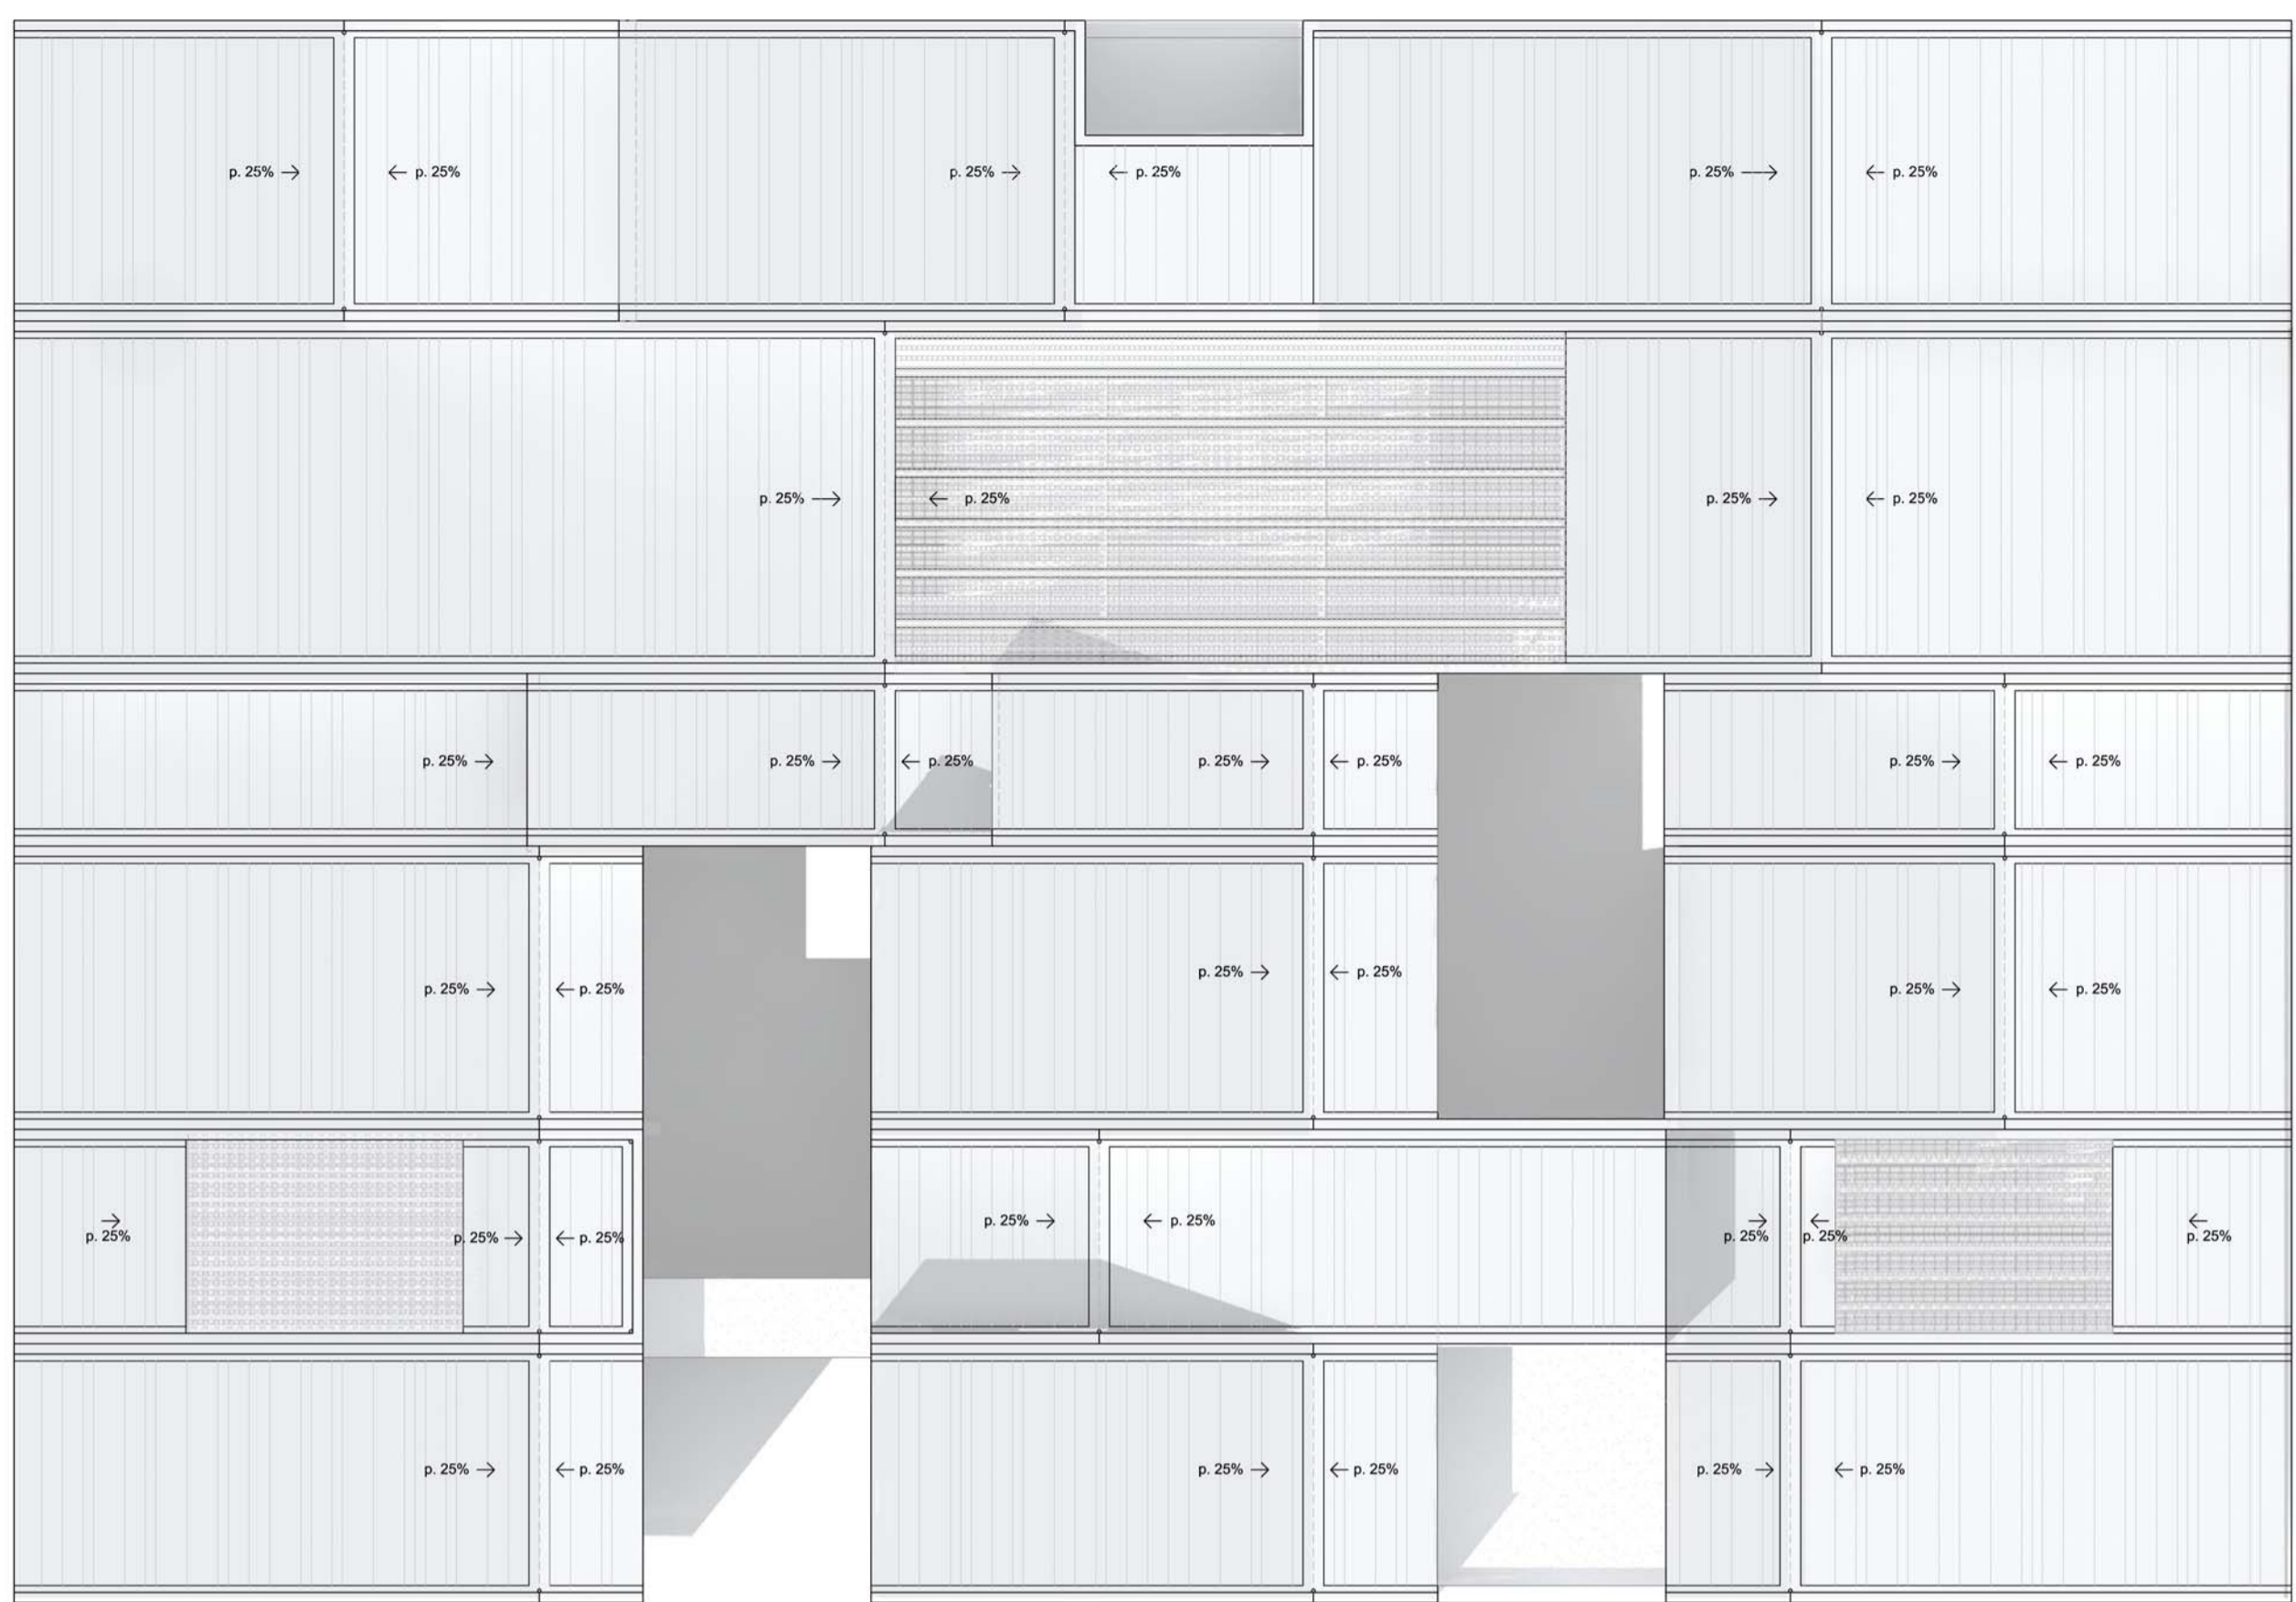 p. 25% →
← p. 25%
p. 25% →
← p. 25%
p. 25% →
← p. 25%
p. 25% →
← p. 25%
p. 25% →
← p. 25%
p. 25% →
p. 25% →
← p. 25%
p. 25% →
← p. 25%
p. 25% →
← p. 25%
p. 25% →
← p. 25%
p. 25% →
← p. 25%
p. 25% →
← p. 25%
→
p. 25%
p. 25% →
← p. 25%
p. 25% →
← p. 25%
→
p. 25%
←
p. 25%
←
p. 25%
p. 25% →
← p. 25%
p. 25% →
← p. 25%
p. 25% →
← p. 25%